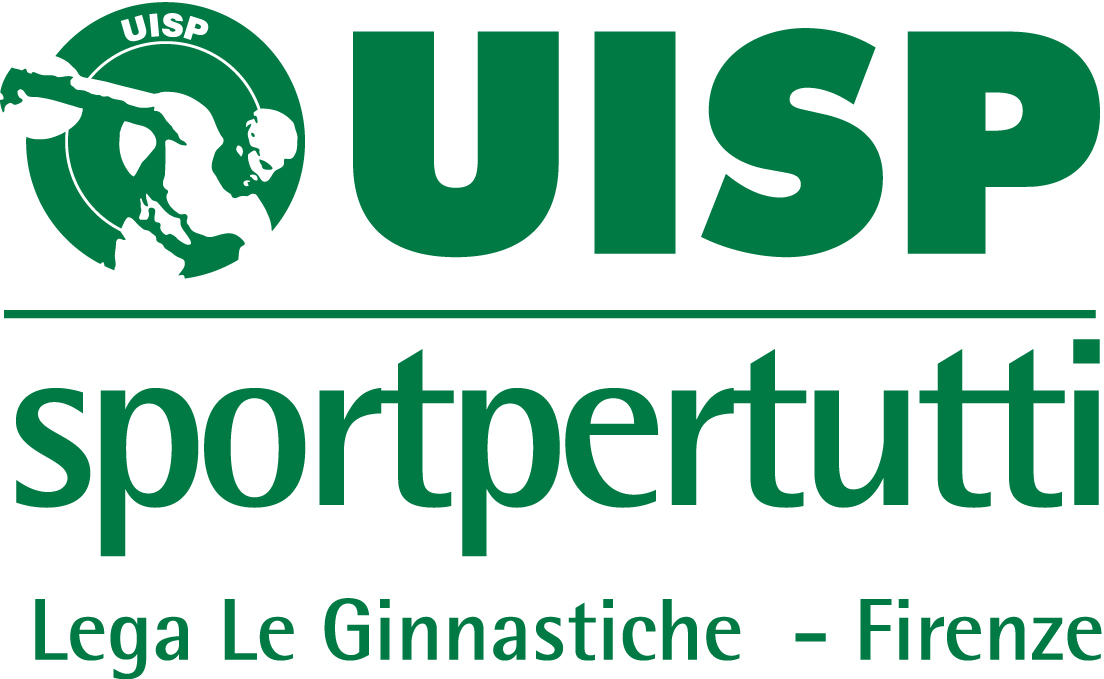 UISP
UISP
sportpertutti
Lega Le Ginnastiche - Firenze